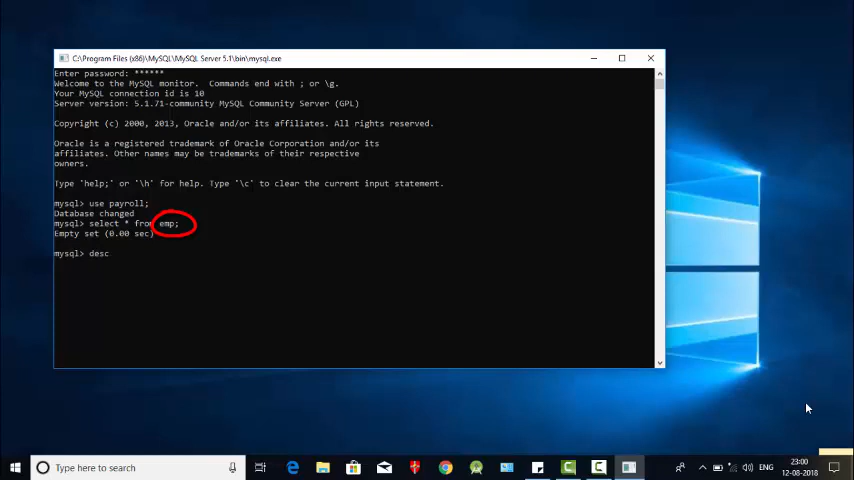 C:\Program Files (x86)\MySQL\MySQL Server 5.1\bin\mysql.exe
Enter password: ******
Welcome to the MySQL monitor.  Commands end with ; or \g.
Your MySQL connection id is 10
Server version: 5.1.71-community MySQL Community Server (GPL)
Copyright (c) 2000, 2013, Oracle and/or its affiliates. All rights reserved.
Oracle is a registered trademark of Oracle Corporation and/or its
affiliates. Other names may be trademarks of their respective
owners.
Type 'help;' or '\h' for help. Type '\c' to clear the current input statement.
mysql> use payroll;
Database changed
mysql> select * from emp;
Empty set (0.00 sec)
mysql> desc
Type here to search
ENG
23:00
12-08-2018